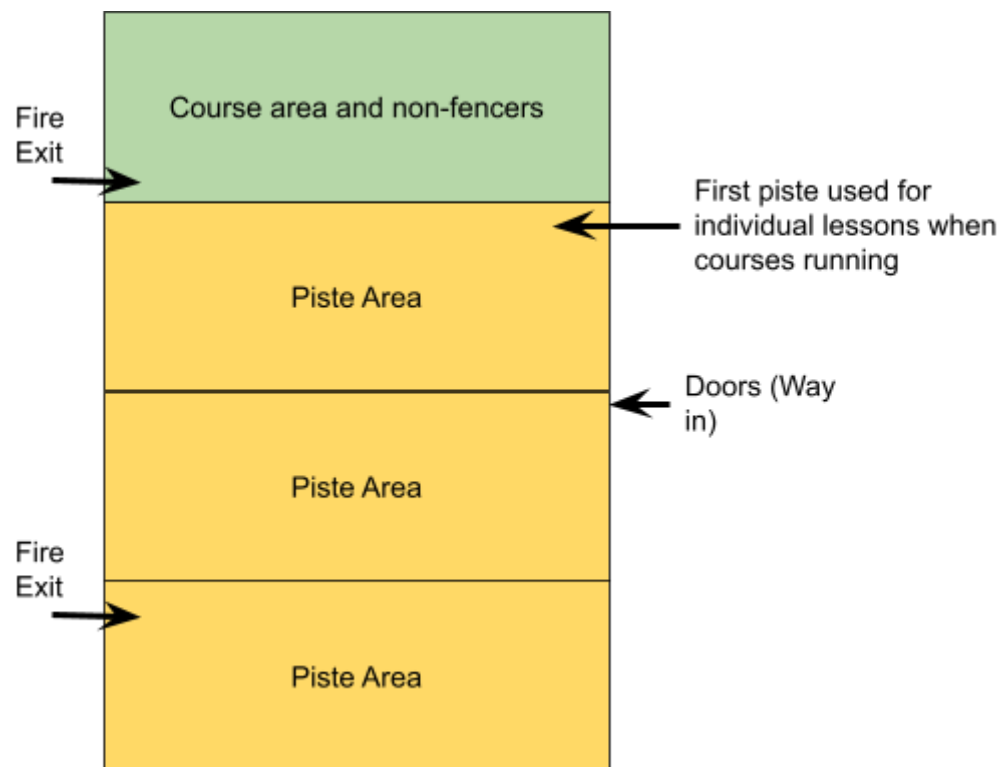 Course area and non-fencers
Fire
Exit
First piste used for
individual lessons when
courses running
Piste Area
Doors (Way
in)
Piste Area
Fire
Exit
Piste Area